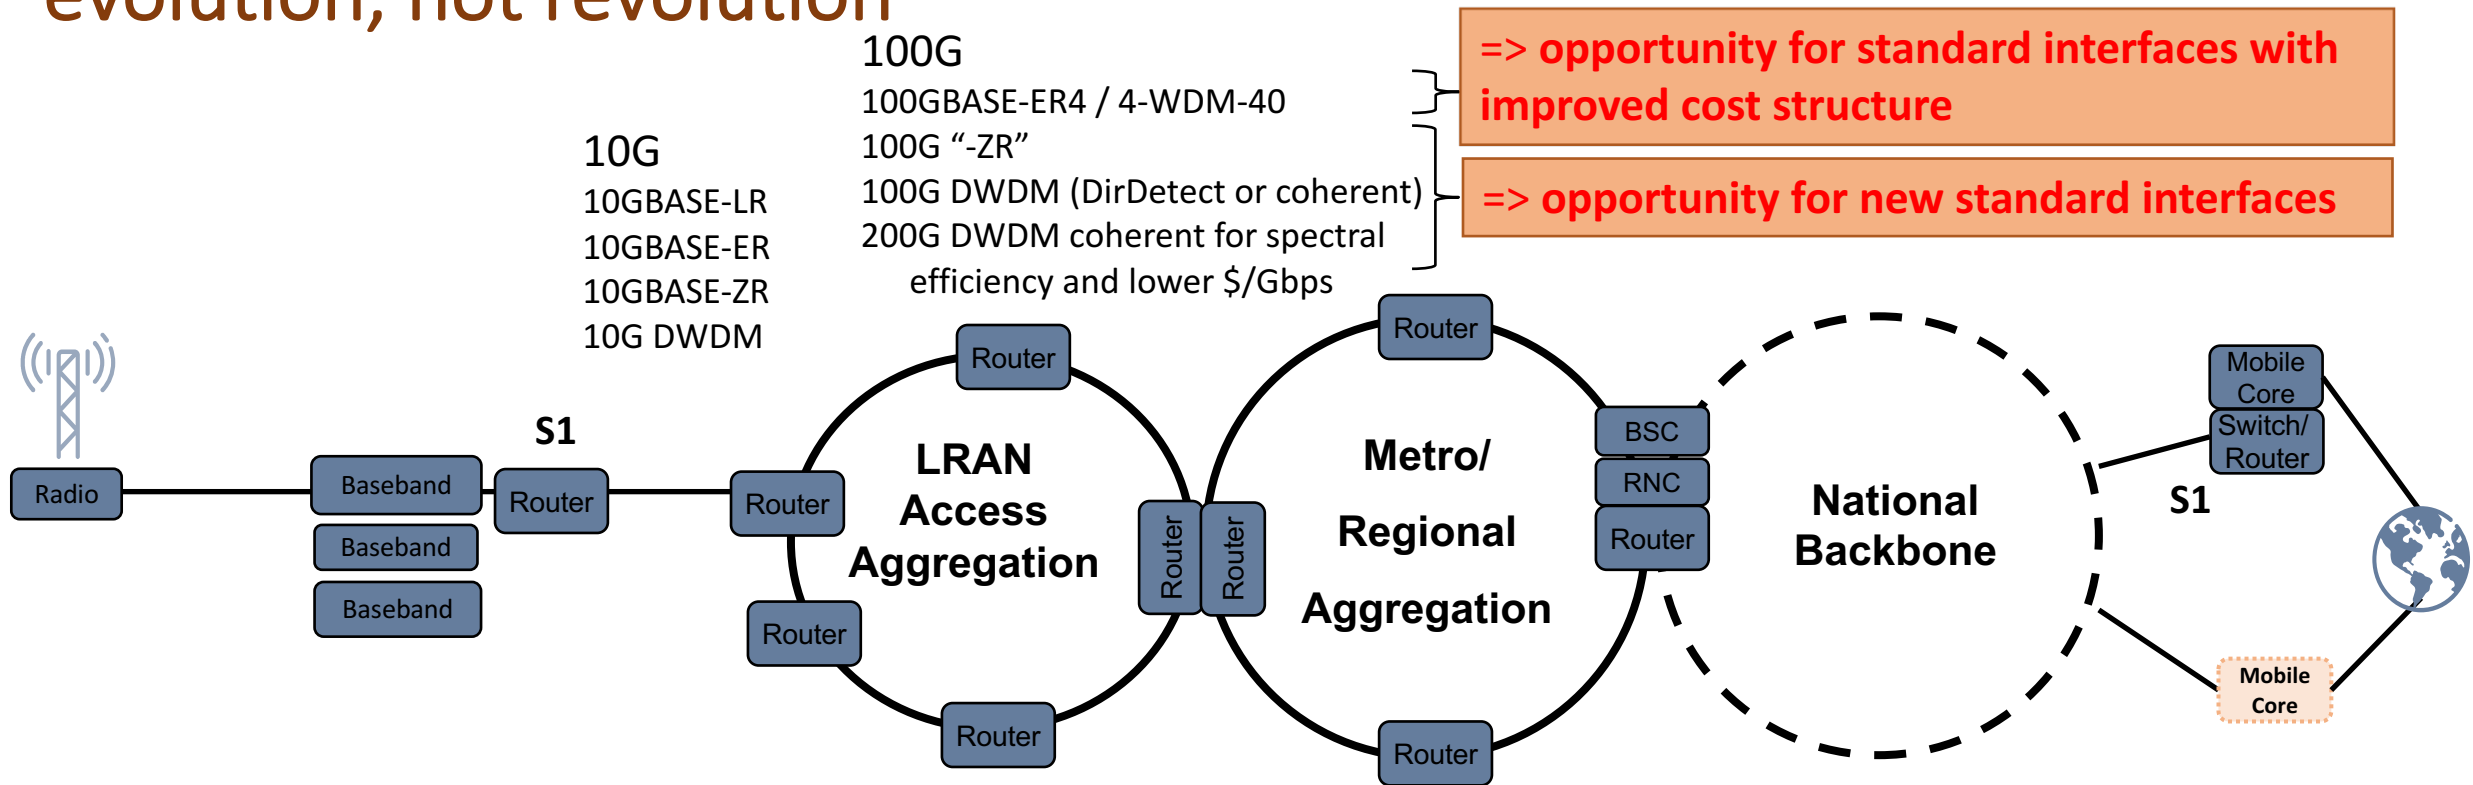 evolution, not revolution
100G
100GBASE-ER4 / 4-WDM-40
100G “-ZR”
100G DWDM (DirDetect or coherent)
200G DWDM coherent for spectral
efficiency and lower $/Gbps
=> opportunity for standard interfaces with
improved cost structure
=> opportunity for new standard interfaces
10G
10GBASE-LR
10GBASE-ER
10GBASE-ZR
10G DWDM
Radio
Baseband
Baseband
Baseband
S1
Router
Router
Router
Router
Router
Router
LRAN
Access
Aggregation
Router
Router
Router
Metro/
Regional
Aggregation
BSC
RNC
Router
National
Backbone
Mobile
Core
Switch/
Router
S1
Mobile
Core